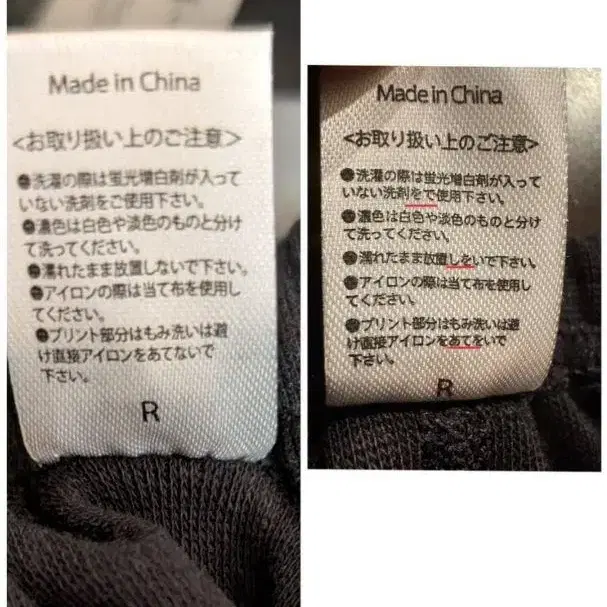 Made in China
<お取り扱い上のご注意>
●洗濯の際は蛍光増白剤が入って
いない洗剤をご使用下さい。
●濃色は白色や淡色のものと分け
て洗ってください。
●濡れたまま放置しないで下さい。
●アイロンの際は当て布を使用し
てください。
●プリント部分はもみ洗いは避
け直接アイロンをあてないで
下さい。
R
Made in China
<お取り扱い上のご注意>
●洗濯の際は蛍光増白剤が入って
いない洗剤をで使用下さい。
●濃色は白色や淡色のものと分け
て洗ってください。
●濡れたまま放置しをいで下さい。
●アイロンの際は当て布を使用し
てください。
●プリント部分はもみ洗いは避
け直接アイロンをあてをいで
下さい。
R